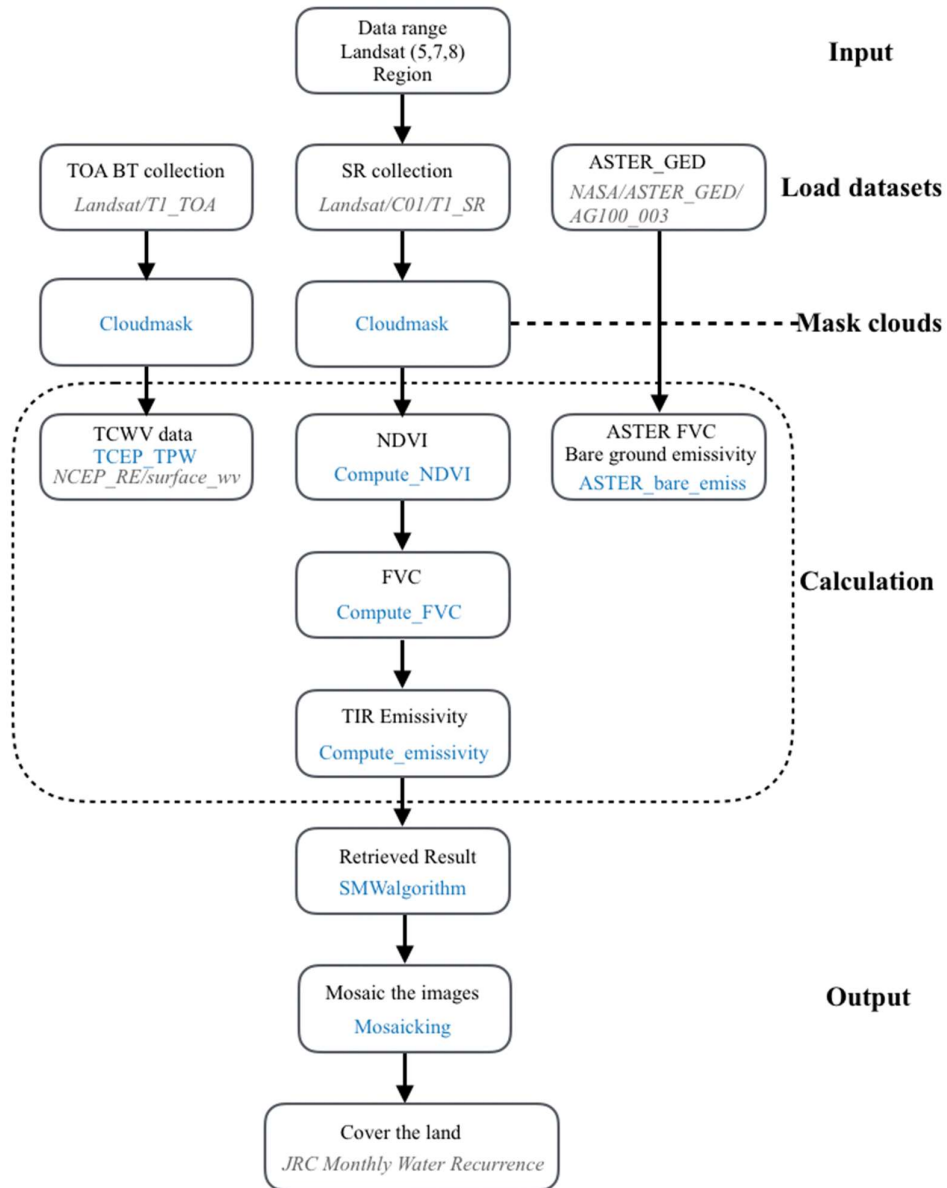 Data range
Landsat (5,7,8)
Region
Input
TOA BT collection
Landsat/T1_TOA
SR collection
Landsat/C01/T1_SR
ASTER_GED
NASA/ASTER_GED/
AG100_003
Load datasets
Cloudmask
Cloudmask
Mask clouds
TCWV data
TCEP_TPW
NCEP_RE/surface_wv
NDVI
Compute_NDVI
ASTER FVC
Bare ground emissivity
ASTER_bare_emiss
FVC
Compute_FVC
Calculation
TIR Emissivity
Compute_emissivity
Retrieved Result
SMWalgorithm
Mosaic the images
Mosaicking
Output
Cover the land
JRC Monthly Water Recurrence